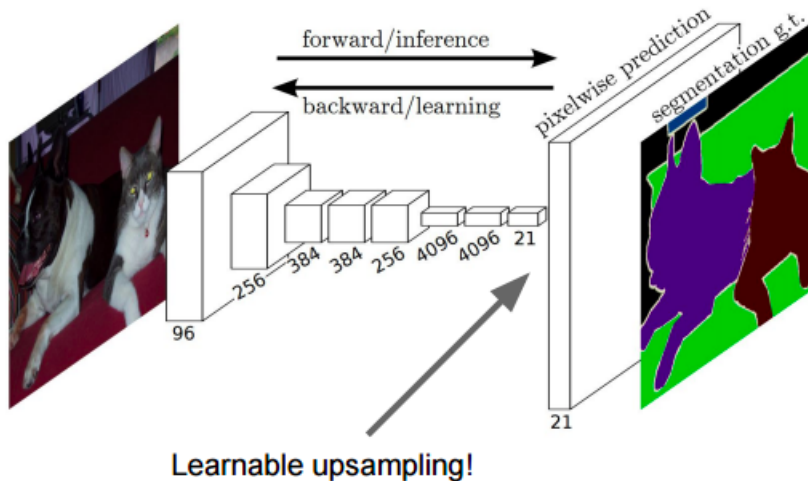 forward/inference
backward/learning
pixelwise prediction
segmentation g.t.
96
256
384
384
256
4096
4096
21
21
Learnable upsampling!